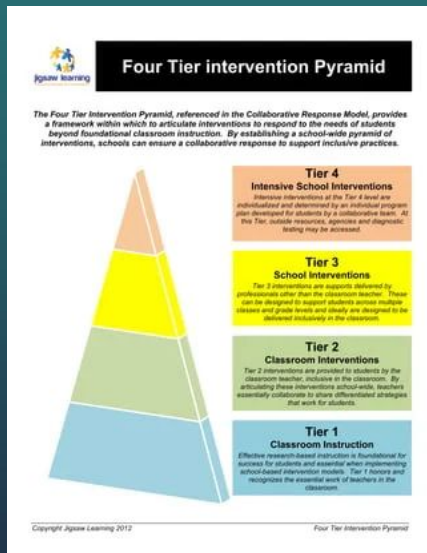 jigsaw learning
Four Tier intervention Pyramid
The Four Tier Intervention Pyramid, referenced in the Collaborative Response Model, provides
a framework within which to articulate interventions to respond to the needs of students
beyond foundational classroom instruction. By establishing a school-wide pyramid of
interventions, schools can ensure a collaborative response to support inclusive practices.
Tier 4
Intensive School Interventions
Intensive interventions at the Tier 4 level are
individualized and determined by an individual program
plan developed for students by a collaborative team. At
this Tier, outside resources, agencies and diagnostic
testing may be accessed.
Tier 3
School Interventions
Tier 3 interventions are supports delivered by
professionals other than the classroom teacher. These
can be designed to support students across multiple
classes and grade levels and ideally are designed to be
delivered inclusively in the classroom.
Tier 2
Classroom Interventions
Tier 2 interventions are provided to students by the
classroom teacher, inclusive in the classroom. By
articulating these interventions school-wide, teachers
essentially collaborate to share differentiated strategies
that work for students.
Tier 1
Classroom Instruction
Effective research-based instruction is foundational for
success for students and essential when implementing
school-based intervention models. Tier 1 honors and
recognizes the essential work of teachers in the
classroom.
Copyright Jigsaw Learning 2012
Four Tier Intervention Pyramid